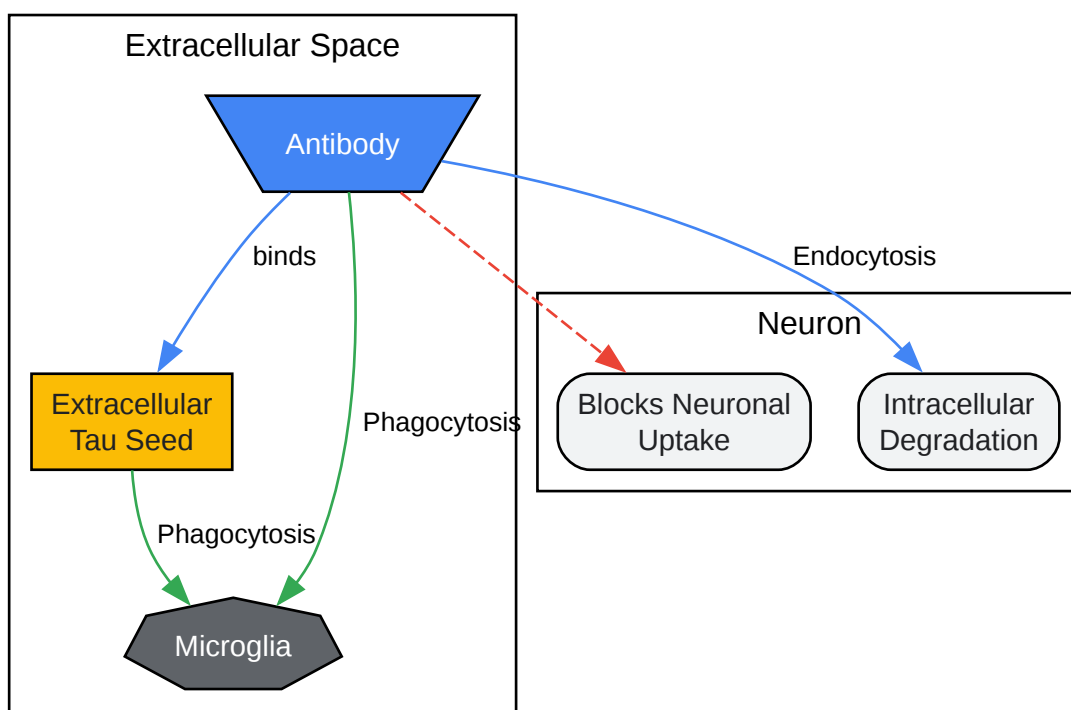 Extracellular Space
Antibody
binds
Endocytosis
Neuron
Extracellular
Tau Seed
Phagocytosis
Blocks Neuronal
Uptake
Intracellular
Degradation
Phagocytosis
Microglia